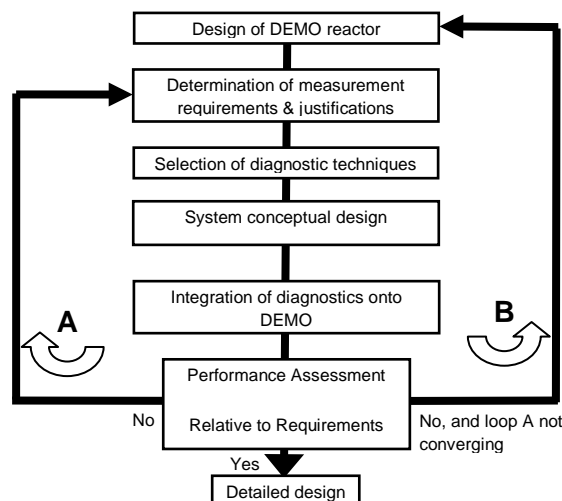 Design of DEMO reactor
Determination of measurement
requirements & justifications
Selection of diagnostic techniques
System conceptual design
Integration of diagnostics onto
DEMO
A
B
Performance Assessment
Relative to Requirements
No
No, and loop A not
converging
Yes
Detailed design